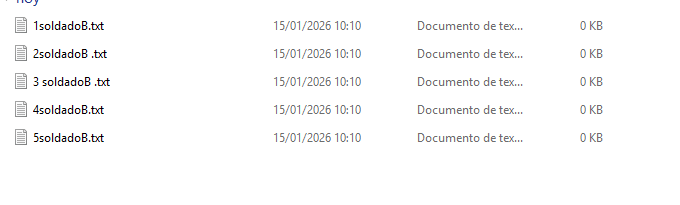 hoy
1soldadoB.txt 15/01/2026 10:10 Documento de tex... 0 KB
2soldadoB .txt 15/01/2026 10:10 Documento de tex... 0 KB
3 soldadoB .txt 15/01/2026 10:10 Documento de tex... 0 KB
4soldadoB.txt 15/01/2026 10:10 Documento de tex... 0 KB
5soldadoB.txt 15/01/2026 10:10 Documento de tex... 0 KB